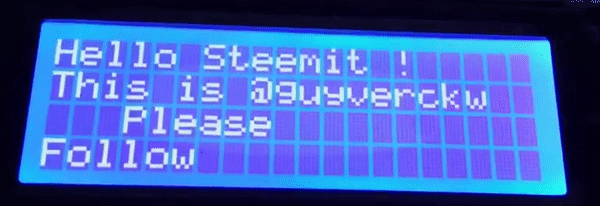 Hello Steemit !
This is @guyverckw
Please
Follow